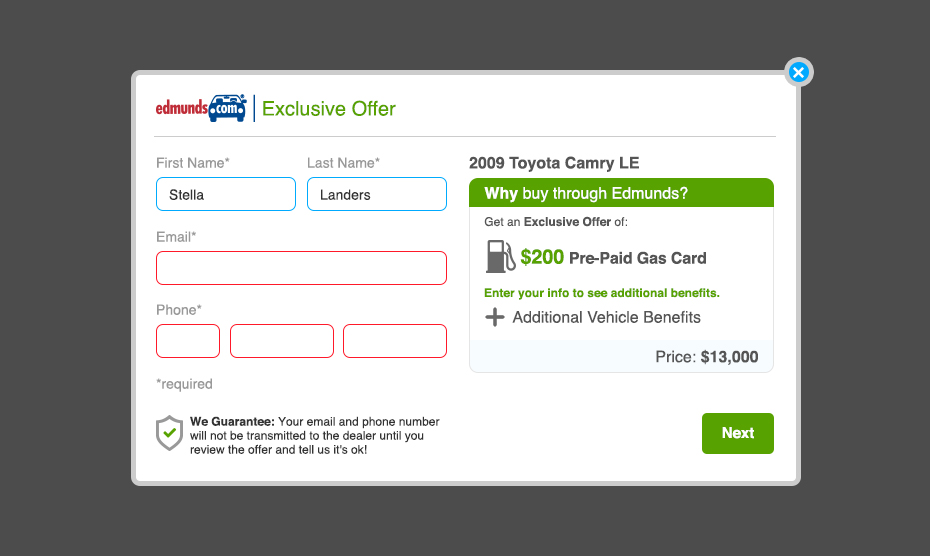 edmunds.com | Exclusive Offer
First Name* Last Name*
Stella Landers
Email*
Phone*
*required
We Guarantee: Your email and phone number
will not be transmitted to the dealer until you
review the offer and tell us it's ok!
2009 Toyota Camry LE
Why buy through Edmunds?
Get an Exclusive Offer of:
$200 Pre-Paid Gas Card
Enter your info to see additional benefits.
Additional Vehicle Benefits
Price: $13,000
Next